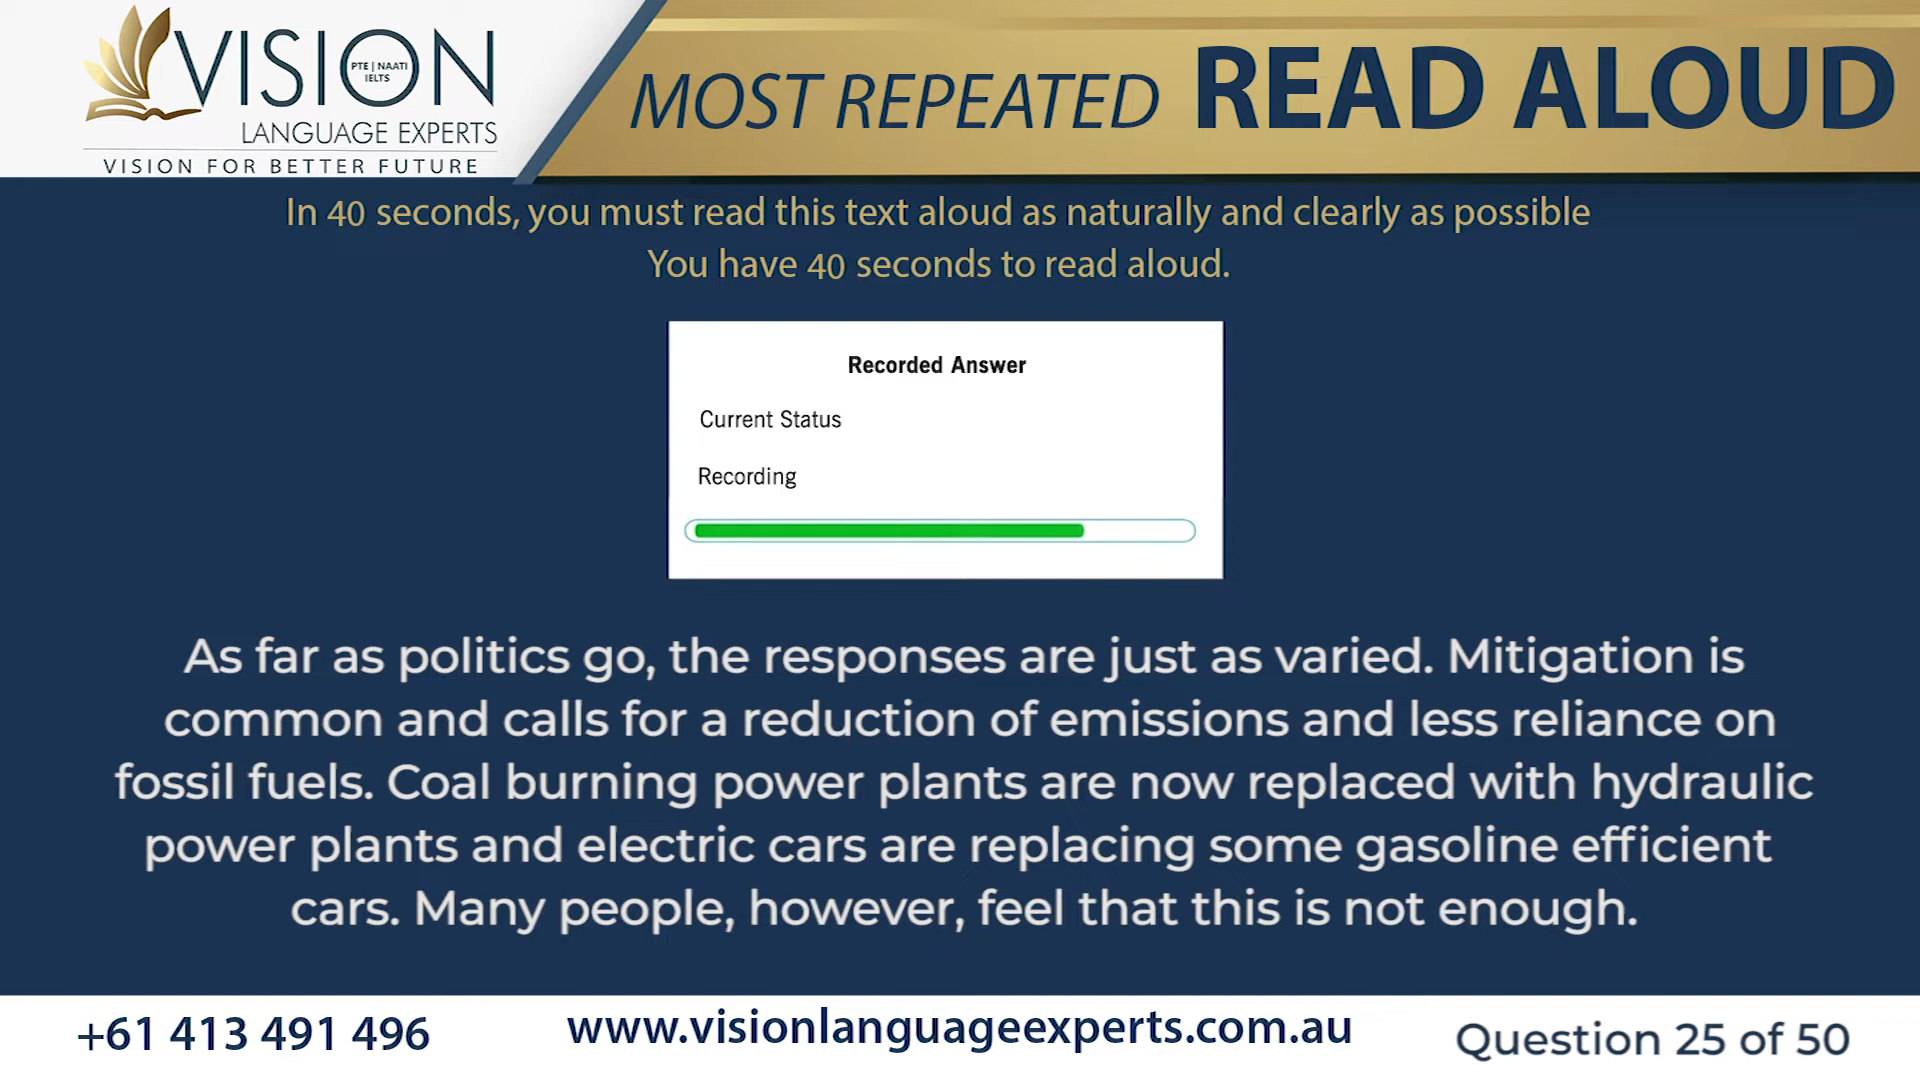 VISION
PTE | NAATI
IELTS
LANGUAGE EXPERTS
VISION FOR BETTER FUTURE
MOST REPEATED READ ALOUD
In 40 seconds, you must read this text aloud as naturally and clearly as possible
You have 40 seconds to read aloud.
Recorded Answer
Current Status
Recording
As far as politics go, the responses are just as varied. Mitigation is
common and calls for a reduction of emissions and less reliance on
fossil fuels. Coal burning power plants are now replaced with hydraulic
power plants and electric cars are replacing some gasoline efficient
cars. Many people, however, feel that this is not enough.
+61 413 491 496
www.visionlanguageexperts.com.au
Question 25 of 50